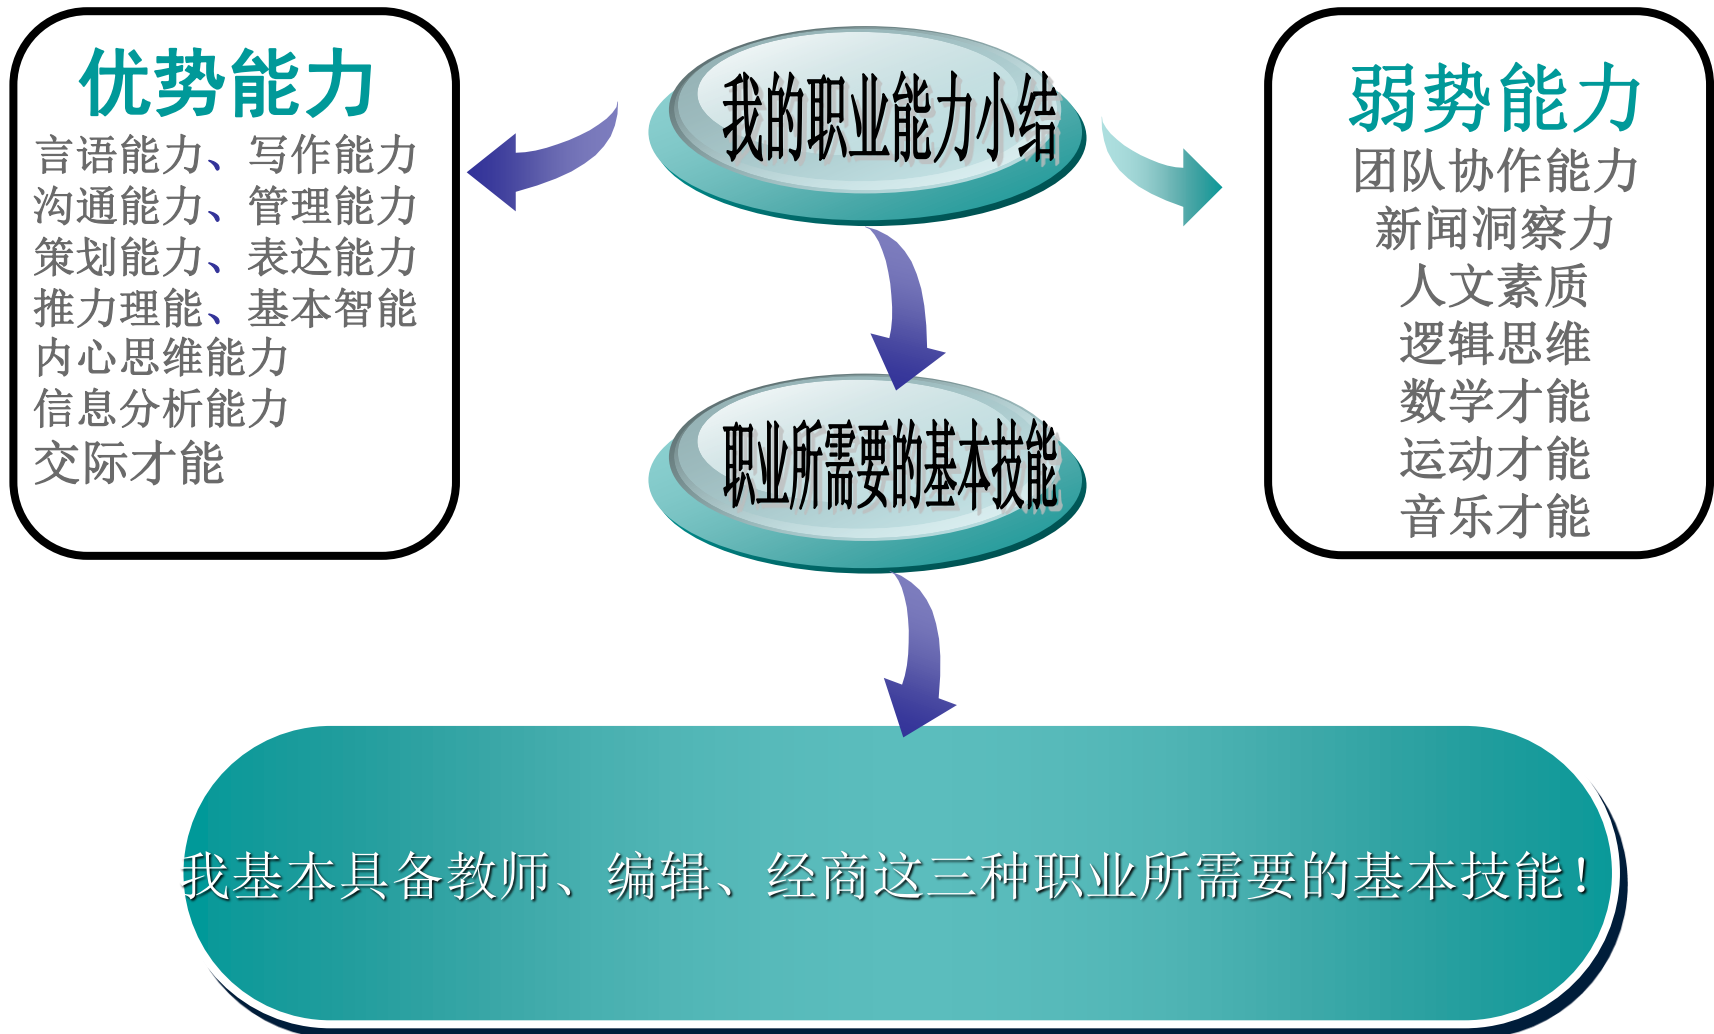 优势能力
言语能力、写作能力
沟通能力、管理能力
策划能力、表达能力
推力理能、基本智能
内心思维能力
信息分析能力
交际才能
我的职业能力小结
弱势能力
团队协作能力
新闻洞察力
人文素质
逻辑思维
数学才能
运动才能
音乐才能
职业所需要的基本技能
我基本具备教师、编辑、经商这三种职业所需要的基本技能！